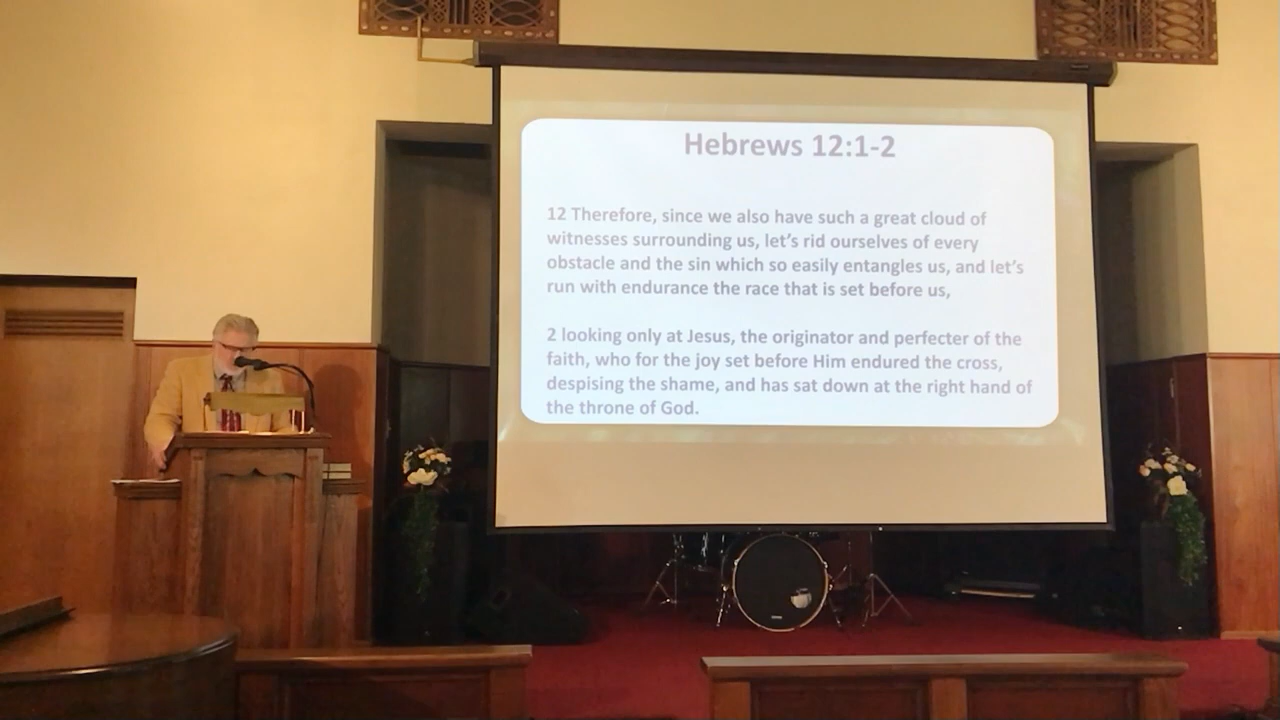 Hebrews 12:1-2
12 Therefore, since we also have such a great cloud of
witnesses surrounding us, let's rid ourselves of every
obstacle and the sin which so easily entangles us, and let's
run with endurance the race that is set before us,
2 looking only at Jesus, the originator and perfecter of the
faith, who for the joy set before Him endured the cross,
despising the shame, and has sat down at the right hand of
the throne of God.